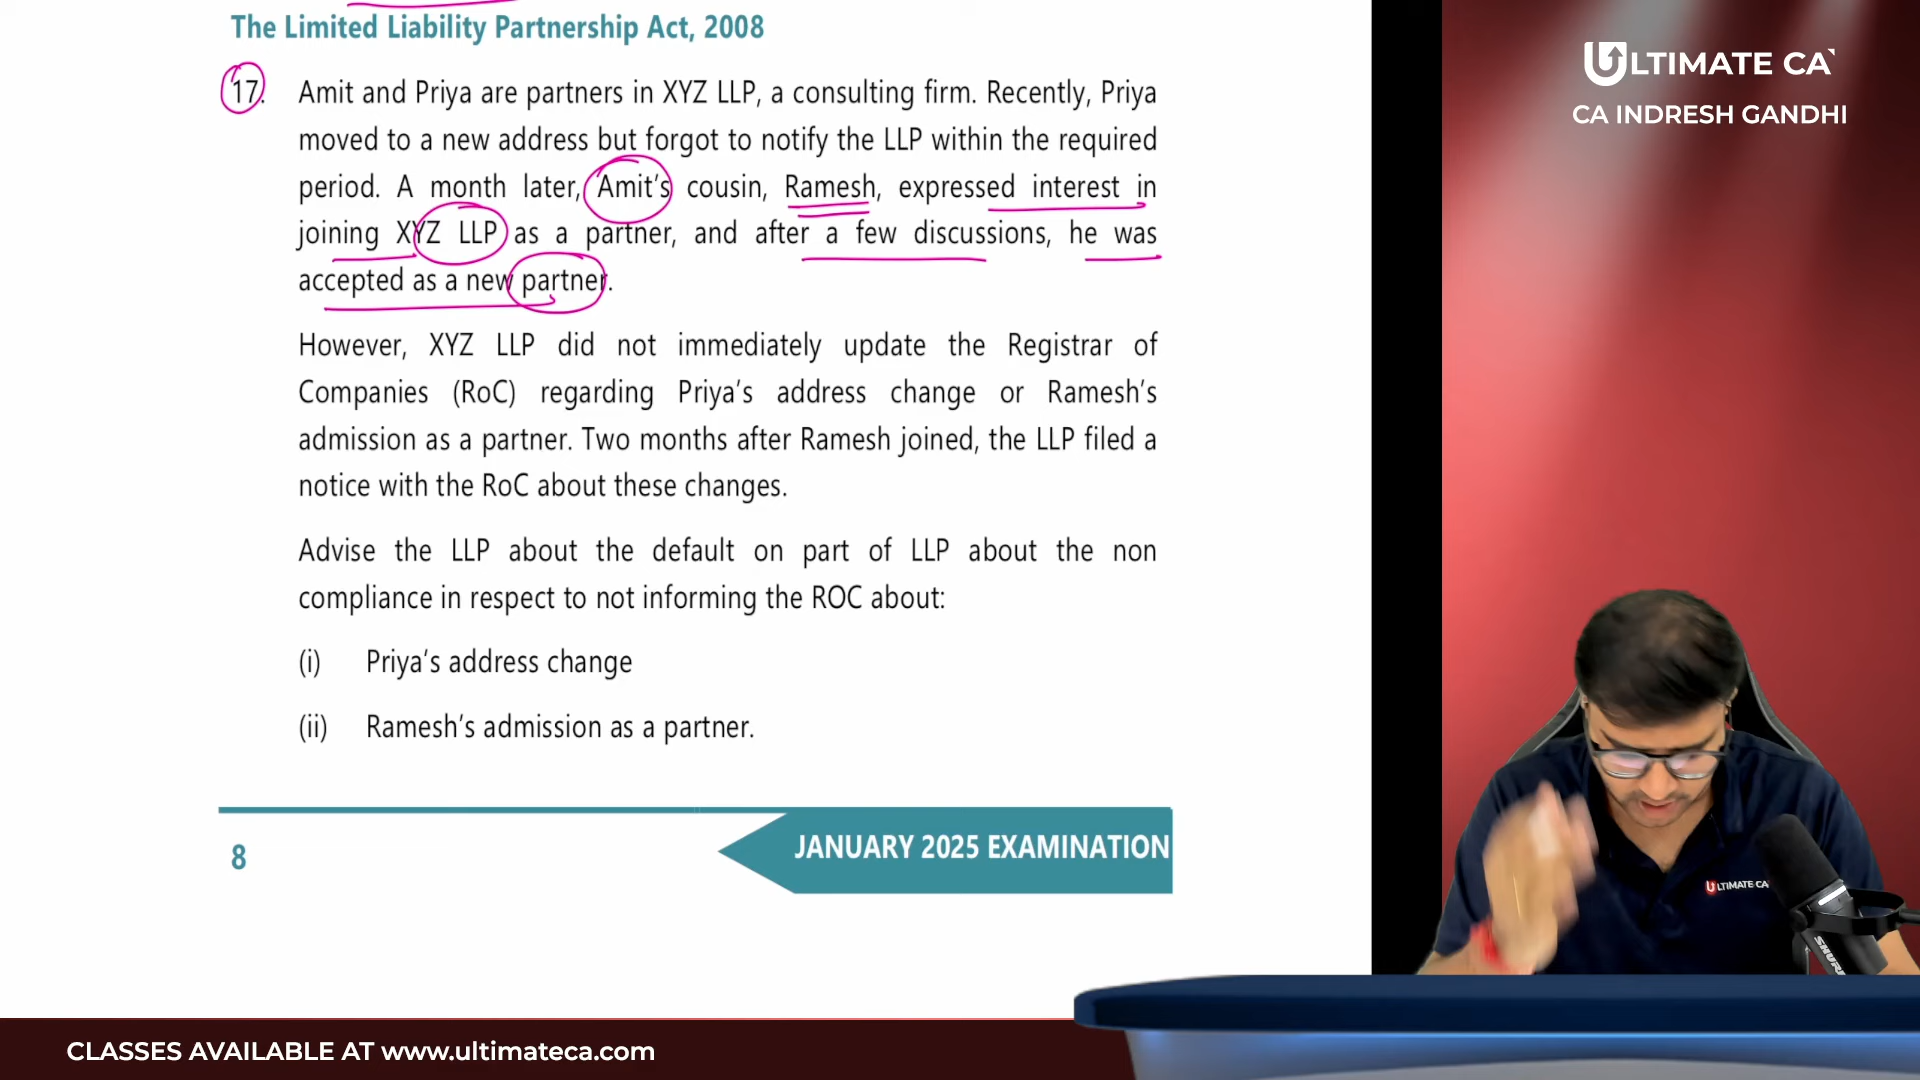 The Limited Liability Partnership Act, 2008
17. Amit and Priya are partners in XYZ LLP, a consulting firm. Recently, Priya
moved to a new address but forgot to notify the LLP within the required
period. A month later, Amit's cousin, Ramesh, expressed interest in
joining XYZ LLP as a partner, and after a few discussions, he was
accepted as a new partner.
However, XYZ LLP did not immediately update the Registrar of
Companies (RoC) regarding Priya's address change or Ramesh's
admission as a partner. Two months after Ramesh joined, the LLP filed a
notice with the RoC about these changes.
Advise the LLP about the default on part of LLP about the non
compliance in respect to not informing the ROC about:
(i) Priya's address change
(ii) Ramesh's admission as a partner.
8
JANUARY 2025 EXAMINATION
ULTIMATE CA
CA INDRESH GANDHI
ULTIMATE CA
SHURE
CLASSES AVAILABLE AT www.ultimateca.com